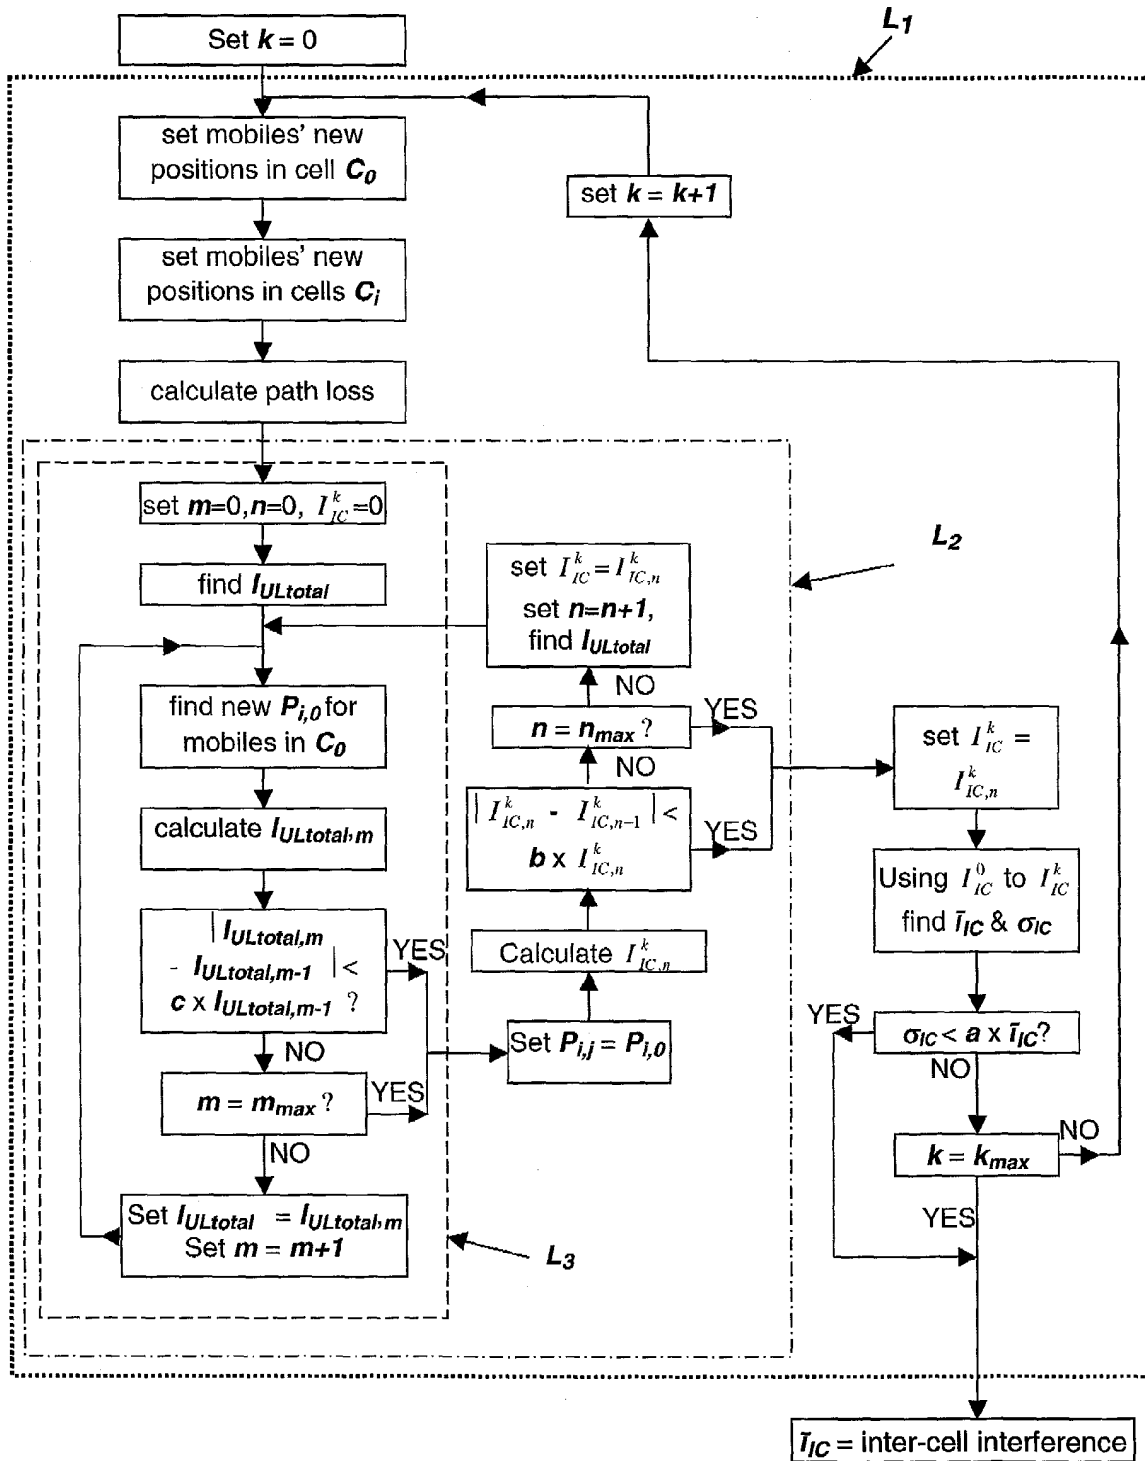 L1
Set k = 0
set mobiles' new
positions in cell C0
set k = k+1
set mobiles' new
positions in cells Ci
calculate path loss
set m=0,n=0, I^k_IC =0
find IULtotal
L2
set I^k_IC = I^k_IC,n
set n=n+1,
find IULtotal
NO
n = nmax ?
YES
NO
find new Pi,0 for
mobiles in C0
calculate IULtotal,m
| I^k_IC,n - I^k_IC,n−1 | <
b x I^k_IC,n
YES
set I^k_IC =
I^k_IC,n
Using I^0_IC to I^k_IC
find ῑIC & σIC
| IULtotal,m
- IULtotal,m-1 | <
c x IULtotal,m-1 ?
YES
Calculate I^k_IC,n
NO
Set Pi,j = Pi,0
YES
σIC < a x ῑIC?
NO
m = mmax ?
YES
NO
k = kmax
NO
YES
Set IULtotal = IULtotal,m
Set m = m+1
L3
ῑIC = inter-cell interference